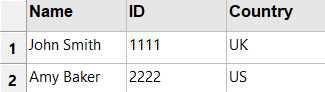 Name ID Country
1 John Smith 1111 UK
2 Amy Baker 2222 US